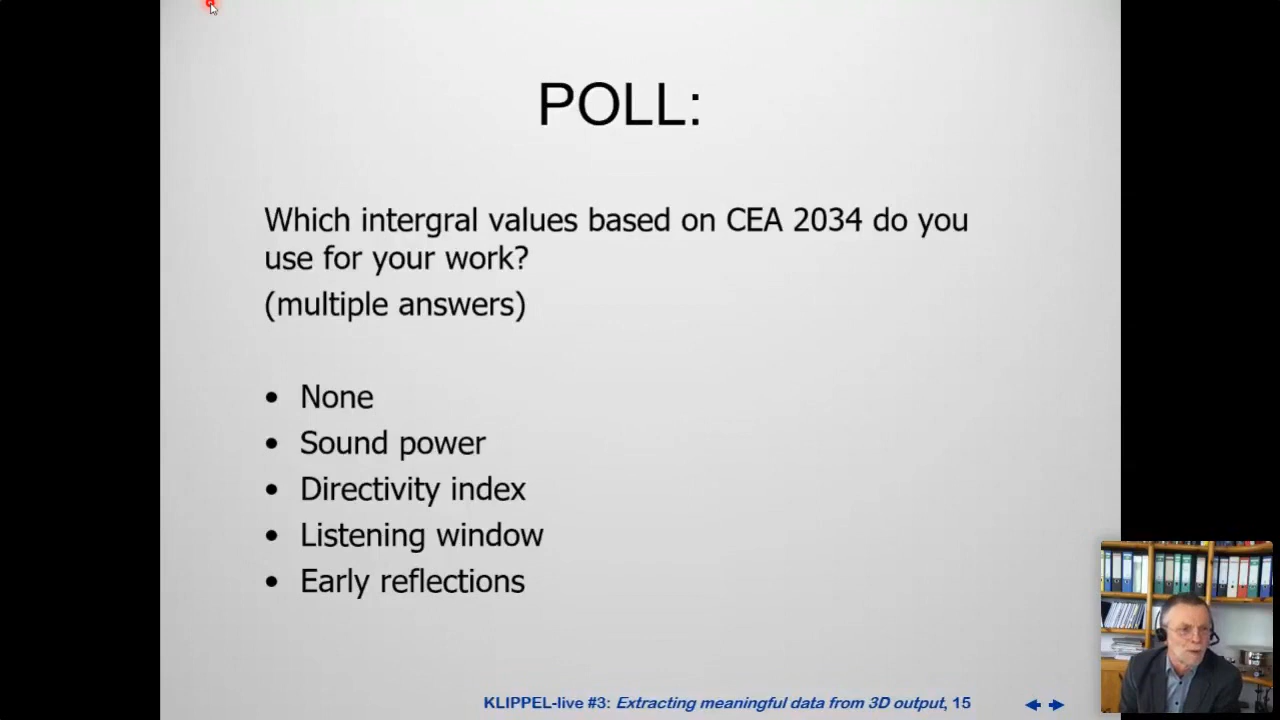 POLL:
Which intergral values based on CEA 2034 do you
use for your work?
(multiple answers)
• None
• Sound power
• Directivity index
• Listening window
• Early reflections
KLIPPEL-live #3: Extracting meaningful data from 3D output, 15